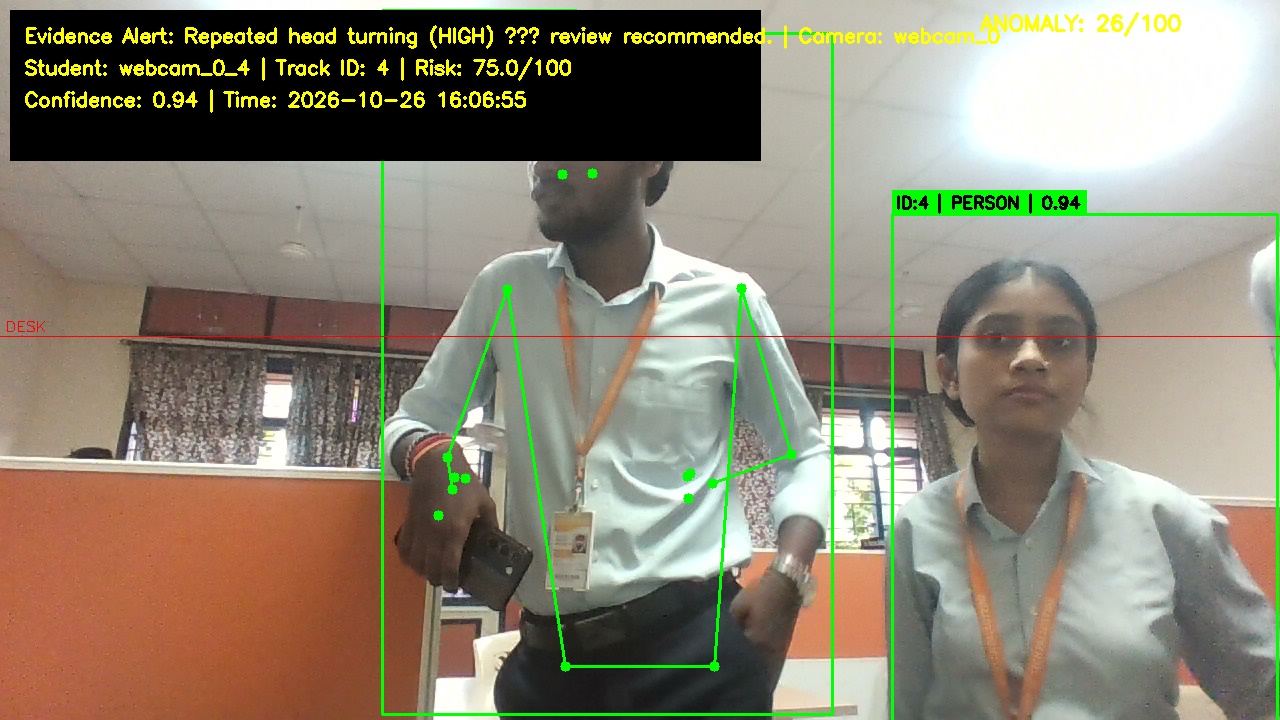 Evidence Alert: Repeated head turning (HIGH) ??? review recommended. | Camera: webcam_0
ANOMALY: 26/100
Student: webcam_0_4 | Track ID: 4 | Risk: 75.0/100
Confidence: 0.94 | Time: 2026-10-26 16:06:55
ID:4 | PERSON | 0.94
DESK